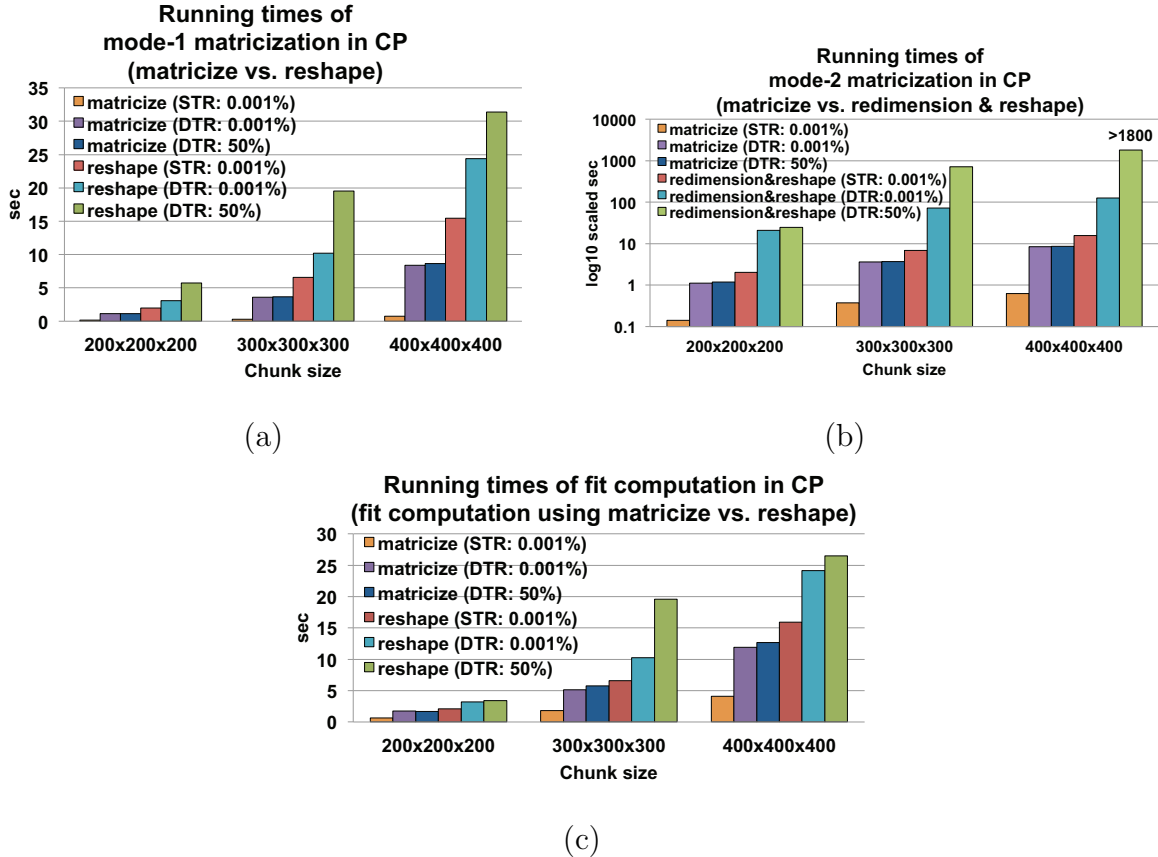 Running times of
mode-1 matricization in CP
(matricize vs. reshape)
35
30
25
20
15
10
5
0
sec
matricize (STR: 0.001%)
matricize (DTR: 0.001%)
matricize (DTR: 50%)
reshape (STR: 0.001%)
reshape (DTR: 0.001%)
reshape (DTR: 50%)
200x200x200 300x300x300 400x400x400
Chunk size
(a)
Running times of
mode-2 matricization in CP
(matricize vs. redimension & reshape)
10000
1000
100
10
1
0.1
log10 scaled sec
matricize (STR: 0.001%)
matricize (DTR: 0.001%)
matricize (DTR: 50%)
redimension&reshape (STR: 0.001%)
redimension&reshape (DTR:0.001%)
redimension&reshape (DTR:50%)
>1800
200x200x200 300x300x300 400x400x400
Chunk size
(b)
Running times of fit computation in CP
(fit computation using matricize vs. reshape)
30
25
20
15
10
5
0
sec
matricize (STR: 0.001%)
matricize (DTR: 0.001%)
matricize (DTR: 50%)
reshape (STR: 0.001%)
reshape (DTR: 0.001%)
reshape (DTR: 50%)
200x200x200 300x300x300 400x400x400
Chunk size
(c)